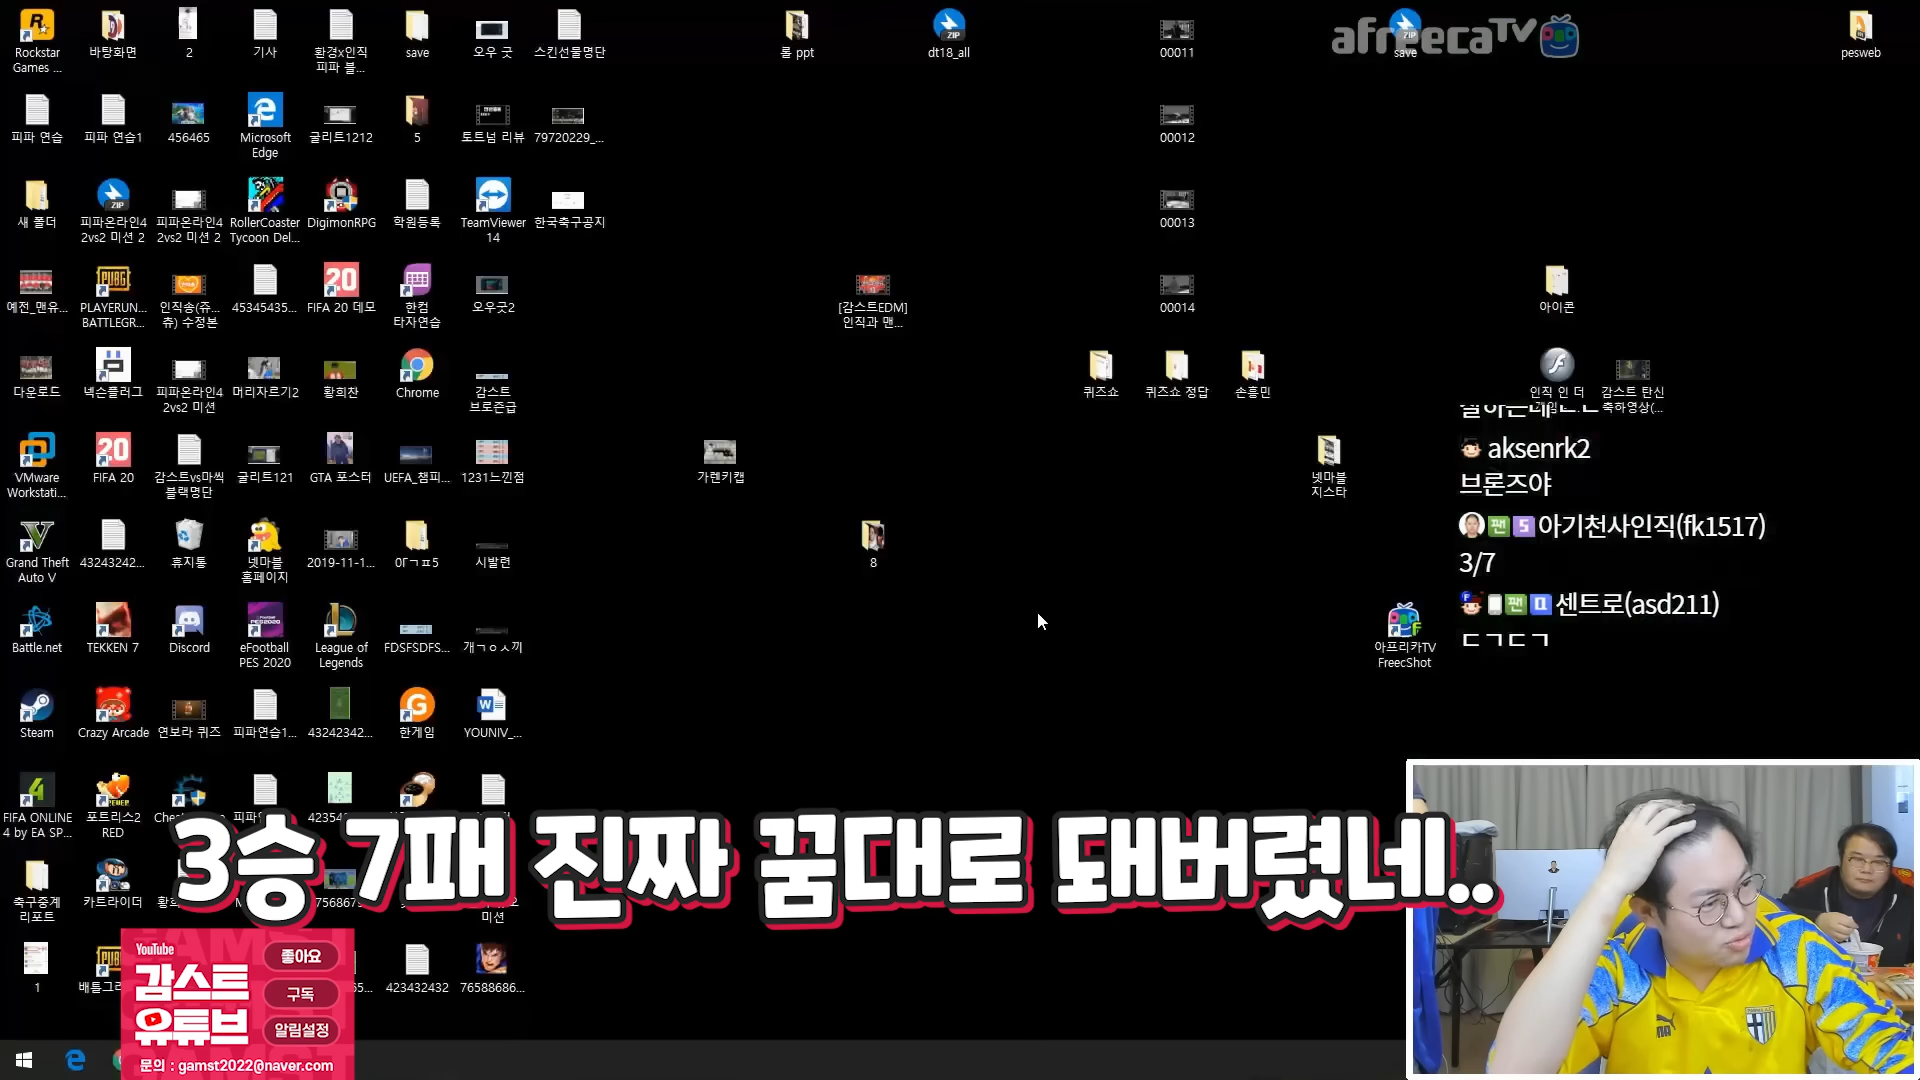 Rockstar
Games ...
바탕화면
2
기사
환경x인직
피파 블...
save
오우 굿
스킨선물명단
롤 ppt
dt18_all
00011
afreecaTV
save
pesweb
피파 연습
피파 연습1
456465
Microsoft
Edge
굴리트1212
5
토트넘 리뷰
79720229_...
00012
새 폴더
피파온라인4
2vs2 미션 2
피파온라인4
2vs2 미션 2
RollerCoaster
Tycoon Del...
DigimonRPG
학원등록
TeamViewer
14
한국축구공지
00013
예전_맨유...
PLAYERUN...
BATTLEGR...
인직송(쥬...
츄) 수정본
45345435...
FIFA 20 데모
한컴
타자연습
오우굿2
[감스트EDM]
인직과 맨...
00014
아이콘
다운로드
넥슨플러그
피파온라인4
2vs2 미션
머리자르기2
황희찬
Chrome
감스트
브로즌급
퀴즈쇼
퀴즈쇼 정답
손흥민
인직 인 더
감스트 탄신
축하영상(...
aksenrk2
브론즈야
VMware
Workstati...
FIFA 20
감스트vs마씩
블랙명단
굴리트121
GTA 포스터
UEFA_챔피...
1231느낀점
가렌키캡
넷마블
지스타
팬 S 아기천사인직(fk1517)
3/7
Grand Theft
Auto V
43243242...
휴지통
넷마블
홈페이지
2019-11-1...
0ㄹㄱㅍ5
시발련
8
팬 센트로(asd211)
ㄷㄱㄷㄱ
Battle.net
TEKKEN 7
Discord
eFootball
PES 2020
League of
Legends
FDSFSDFS...
개ㄱㅇㅅ끼
아프리카TV
FreecShot
Steam
Crazy Arcade
연보라 퀴즈
피파연습1...
43242342...
한게임
YOUNIV_...
FIFA ONLINE
4 by EA SP...
포트리스2
RED
3승 7패 진짜 꿈대로 돼버렸네..
축구중계
리포트
카트라이더
미션
1
423432432
76588686...
YouTube
감스트
유튜브
좋아요
구독
알림설정
문의 : gamst2022@naver.com